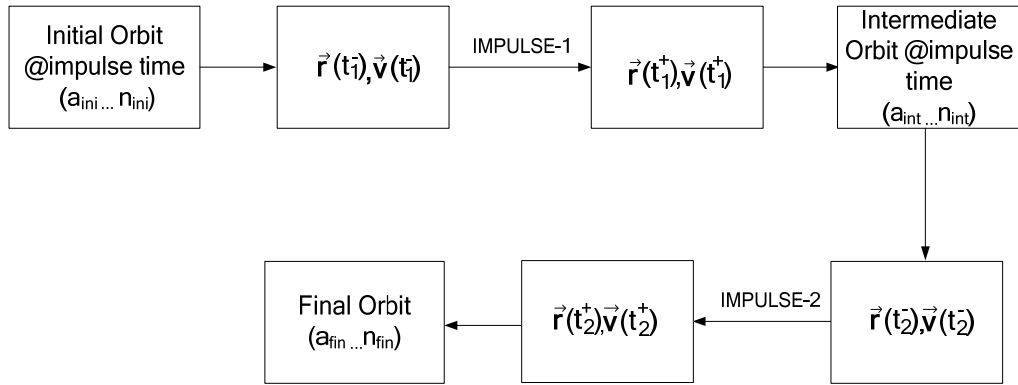 Initial Orbit
@impulse time
(a_ini ... n_ini)
r⃗(t₁⁻),v⃗(t₁⁻)
IMPULSE-1
r⃗(t₁⁺),v⃗(t₁⁺)
Intermediate
Orbit @impulse
time
(a_int ...n_int)
Final Orbit
(a_fin ...n_fin)
r⃗(t₂⁺),v⃗(t₂⁺)
IMPULSE-2
r⃗(t₂⁻),v⃗(t₂⁻)